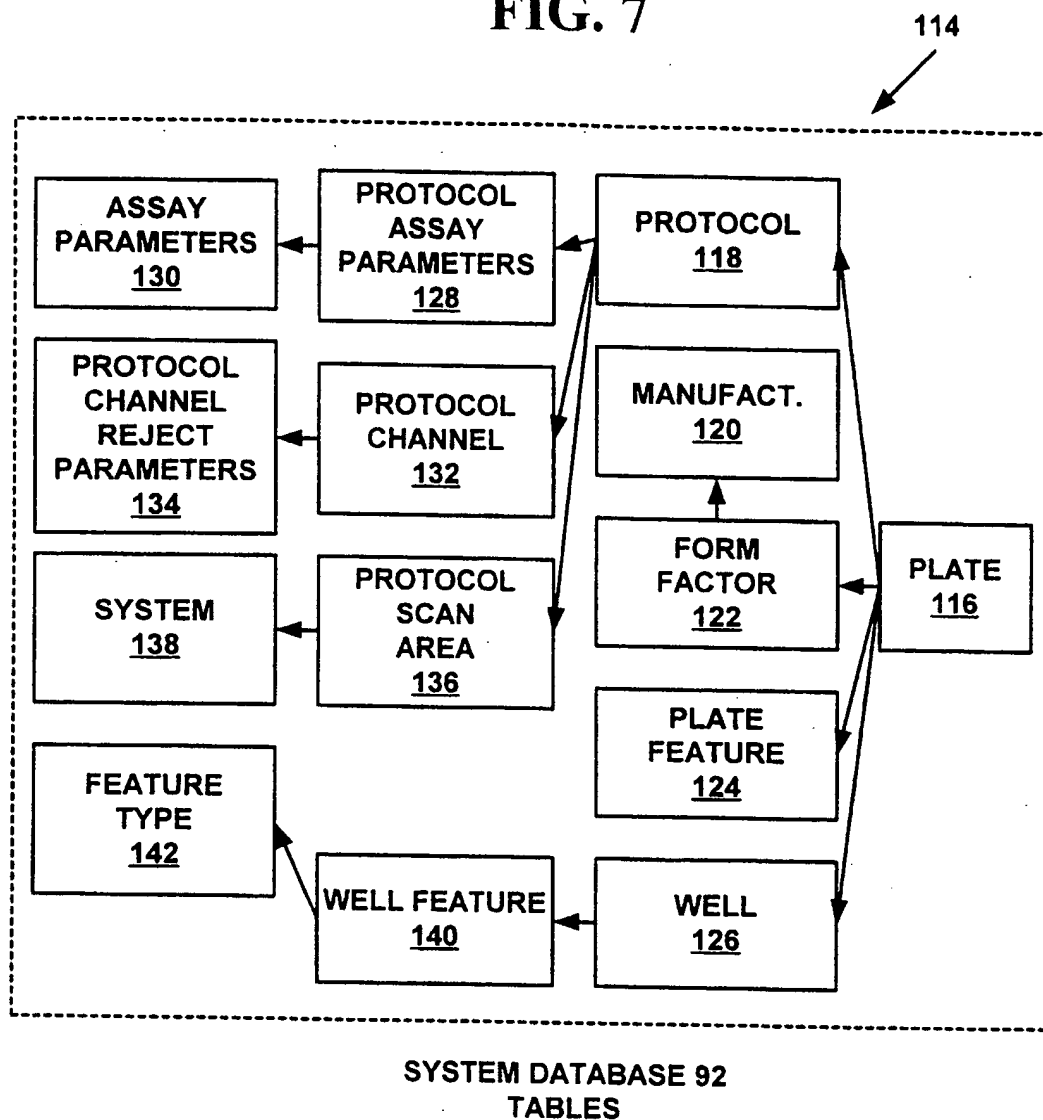 FIG. 7
114
ASSAY
PARAMETERS
130
PROTOCOL
ASSAY
PARAMETERS
128
PROTOCOL
118
PROTOCOL
CHANNEL
REJECT
PARAMETERS
134
PROTOCOL
CHANNEL
132
MANUFACT.
120
FORM
FACTOR
122
PLATE
116
SYSTEM
138
PROTOCOL
SCAN
AREA
136
PLATE
FEATURE
124
FEATURE
TYPE
142
WELL FEATURE
140
WELL
126
SYSTEM DATABASE 92
TABLES